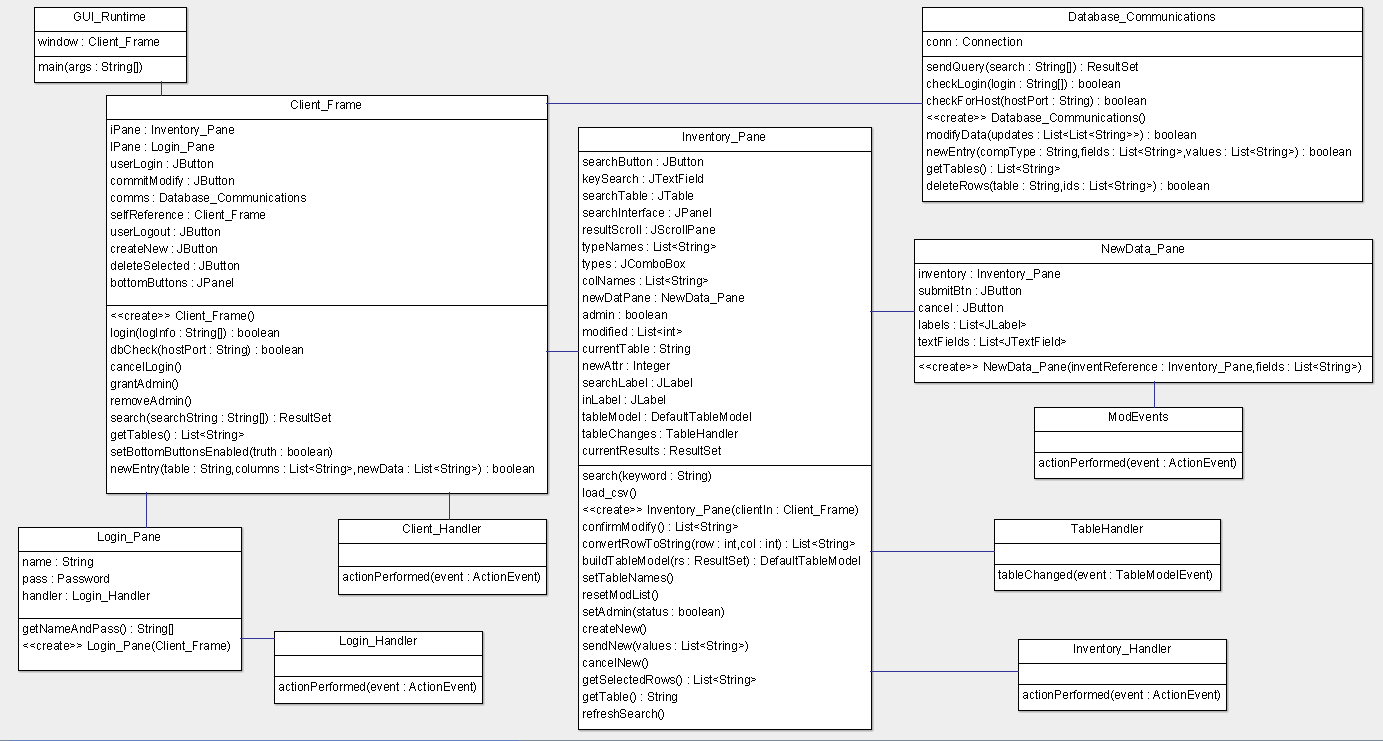 GUI_Runtime
window : Client_Frame
main(args : String[])
Client_Frame
iPane : Inventory_Pane
lPane : Login_Pane
userLogin : JButton
commitModify : JButton
comms : Database_Communications
selfReference : Client_Frame
userLogout : JButton
createNew : JButton
deleteSelected : JButton
bottomButtons : JPanel
<<create>> Client_Frame()
login(logInfo : String[]) : boolean
dbCheck(hostPort : String) : boolean
cancelLogin()
grantAdmin()
removeAdmin()
search(searchString : String[]) : ResultSet
getTables() : List<String>
setBottomButtonsEnabled(truth : boolean)
newEntry(table : String,columns : List<String>,newData : List<String>) : boolean
Login_Pane
name : String
pass : Password
handler : Login_Handler
getNameAndPass() : String[]
<<create>> Login_Pane(Client_Frame)
Client_Handler
actionPerformed(event : ActionEvent)
Login_Handler
actionPerformed(event : ActionEvent)
Inventory_Pane
searchButton : JButton
keySearch : JTextField
searchTable : JTable
searchInterface : JPanel
resultScroll : JScrollPane
typeNames : List<String>
types : JComboBox
colNames : List<String>
newDatPane : NewData_Pane
admin : boolean
modified : List<int>
currentTable : String
newAttr : Integer
searchLabel : JLabel
inLabel : JLabel
tableModel : DefaultTableModel
tableChanges : TableHandler
currentResults : ResultSet
search(keyword : String)
load_csv()
<<create>> Inventory_Pane(clientIn : Client_Frame)
confirmModify() : List<String>
convertRowToString(row : int,col : int) : List<String>
buildTableModel(rs : ResultSet) : DefaultTableModel
setTableNames()
resetModList()
setAdmin(status : boolean)
createNew()
sendNew(values : List<String>)
cancelNew()
getSelectedRows() : List<String>
getTable() : String
refreshSearch()
Database_Communications
conn : Connection
sendQuery(search : String[]) : ResultSet
checkLogin(login : String[]) : boolean
checkForHost(hostPort : String) : boolean
<<create>> Database_Communications()
modifyData(updates : List<List<String>>) : boolean
newEntry(compType : String,fields : List<String>,values : List<String>) : boolean
getTables() : List<String>
deleteRows(table : String,ids : List<String>) : boolean
NewData_Pane
inventory : Inventory_Pane
submitBtn : JButton
cancel : JButton
labels : List<JLabel>
textFields : List<JTextField>
<<create>> NewData_Pane(inventReference : Inventory_Pane,fields : List<String>)
ModEvents
actionPerformed(event : ActionEvent)
TableHandler
tableChanged(event : TableModelEvent)
Inventory_Handler
actionPerformed(event : ActionEvent)